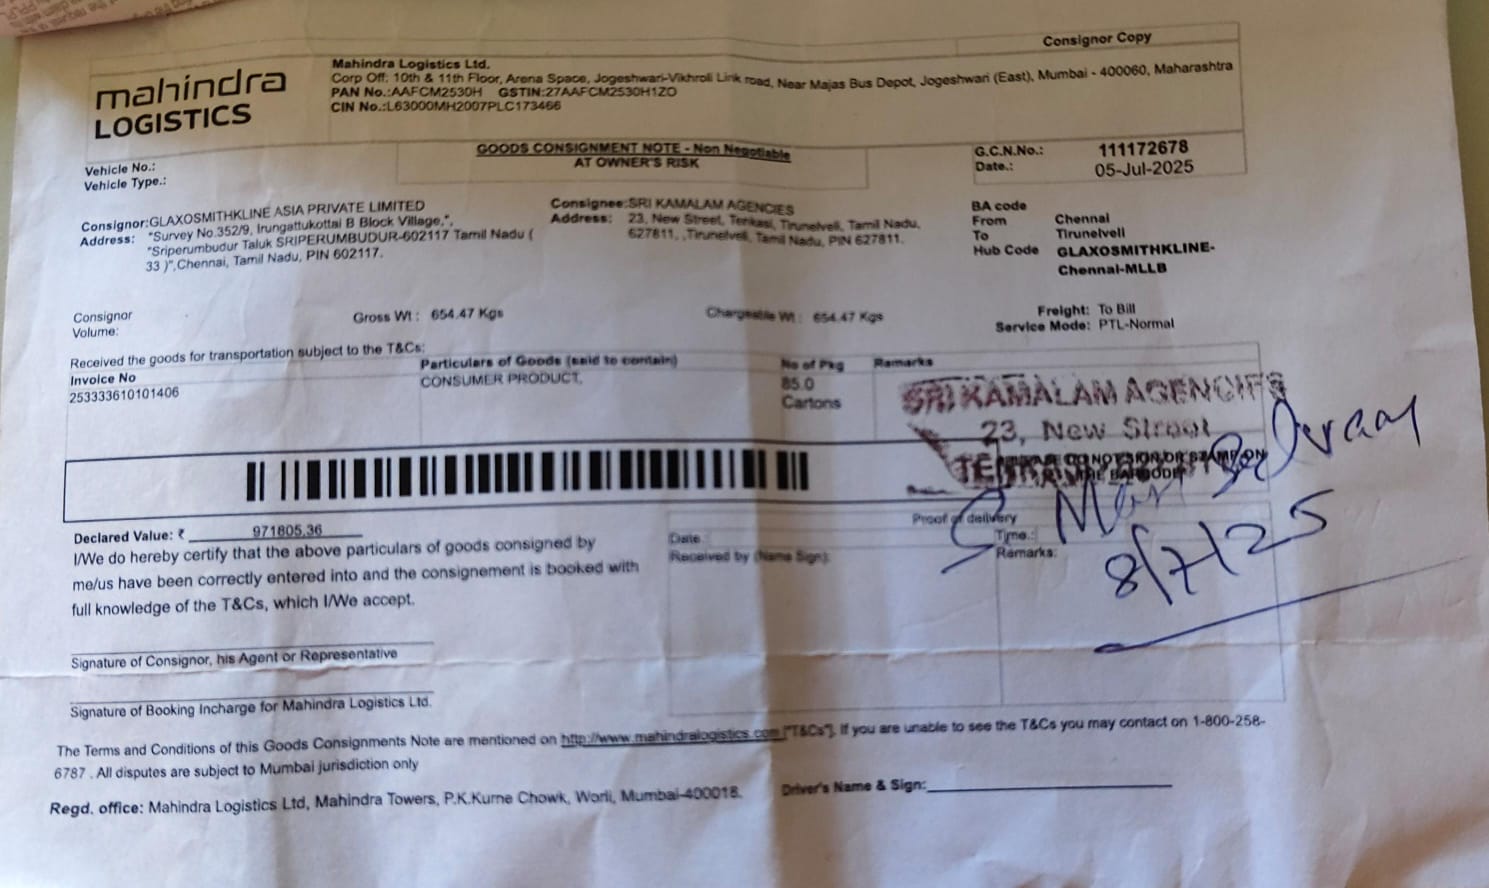 Consignor Copy
mahindra
LOGISTICS
Mahindra Logistics Ltd.
Corp Off: 10th & 11th Floor, Arena Space, Jogeshwari-Vikhroli Link road, Near Majas Bus Depot, Jogeshwari (East), Mumbai - 400060, Maharashtra
PAN No.:AAFCM2530H GSTIN:27AAFCM2530H1ZO
CIN No.:L63000MH2007PLC173466
GOODS CONSIGNMENT NOTE - Non Negotiable
AT OWNER'S RISK
Vehicle No.:
Vehicle Type.:
G.C.N.No.: 111172678
Date.: 05-Jul-2025
Consignor:GLAXOSMITHKLINE ASIA PRIVATE LIMITED
Address: "Survey No.352/9, Irungattukottai B Block Village,",
"Sriperumbudur Taluk SRIPERUMBUDUR-602117 Tamil Nadu (
33 )",Chennai, Tamil Nadu, PIN 602117.
Consignee:SRI KAMALAM AGENCIES
Address: 23, New Street, Tenkasi, Tirunelveli, Tamil Nadu,
627811, ,Tirunelveli, Tamil Nadu, PIN 627811.
BA code
From Chennai
To Tirunelveli
Hub Code GLAXOSMITHKLINE-
Chennai-MLLB
Consignor
Volume:
Gross Wt : 654.47 Kgs
Chargeable Wt : 654.47 Kgs
Freight: To Bill
Service Mode: PTL-Normal
Received the goods for transportation subject to the T&Cs:
Invoice No
253333610101406
Particulars of Goods (said to contain)
CONSUMER PRODUCT,
No of Pkg
85.0
Cartons
Remarks
SRI KAMALAM AGENCIES
23, New Street
PLEASE DO NOT SIGN OR STAMP ON
THE BARCODE
Declared Value: ₹ 971805.36
I/We do hereby certify that the above particulars of goods consigned by
me/us have been correctly entered into and the consignement is booked with
full knowledge of the T&Cs, which I/We accept.
Proof of delivery
Date
Time.:
Received by (Name Sign):
Remarks:
8/7/25
Signature of Consignor, his Agent or Representative
Signature of Booking Incharge for Mahindra Logistics Ltd.
The Terms and Conditions of this Goods Consignments Note are mentioned on http://www.mahindralogistics.com ["T&Cs"]. If you are unable to see the T&Cs you may contact on 1-800-258-
6787 . All disputes are subject to Mumbai jurisdiction only
Regd. office: Mahindra Logistics Ltd, Mahindra Towers, P.K.Kurne Chowk, Worli, Mumbai-400018.
Driver's Name & Sign: